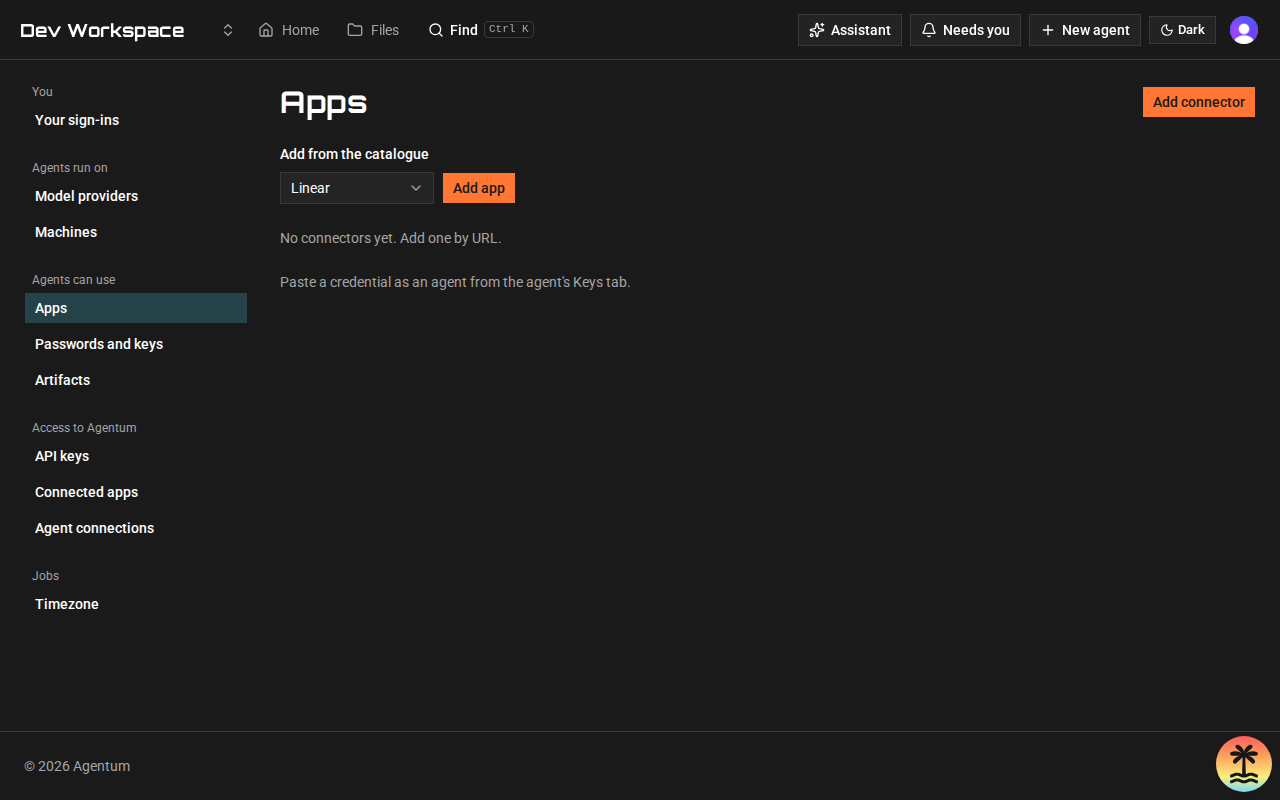 Dev Workspace
Home
Files
Find Ctrl K
Assistant
Needs you
New agent
Dark
You
Your sign-ins
Agents run on
Model providers
Machines
Agents can use
Apps
Passwords and keys
Artifacts
Access to Agentum
API keys
Connected apps
Agent connections
Jobs
Timezone
Apps
Add connector
Add from the catalogue
Linear
Add app
No connectors yet. Add one by URL.
Paste a credential as an agent from the agent's Keys tab.
© 2026 Agentum